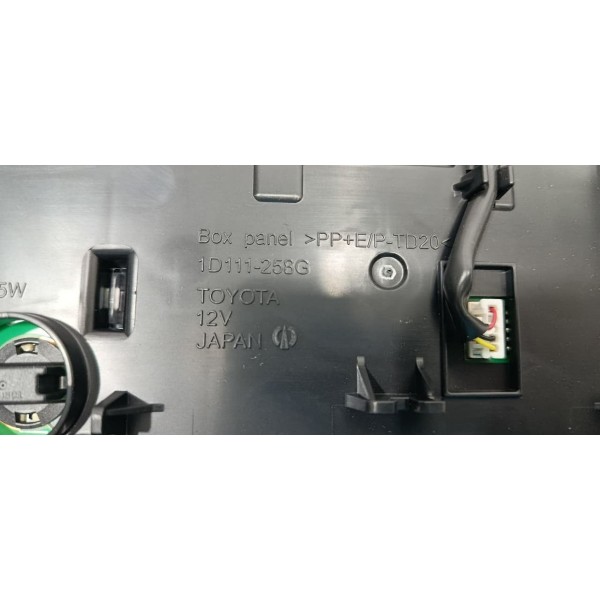 Box panel >PP+E/P-TD20<
1D111-258G
5W
TOYOTA
12V
JAPAN